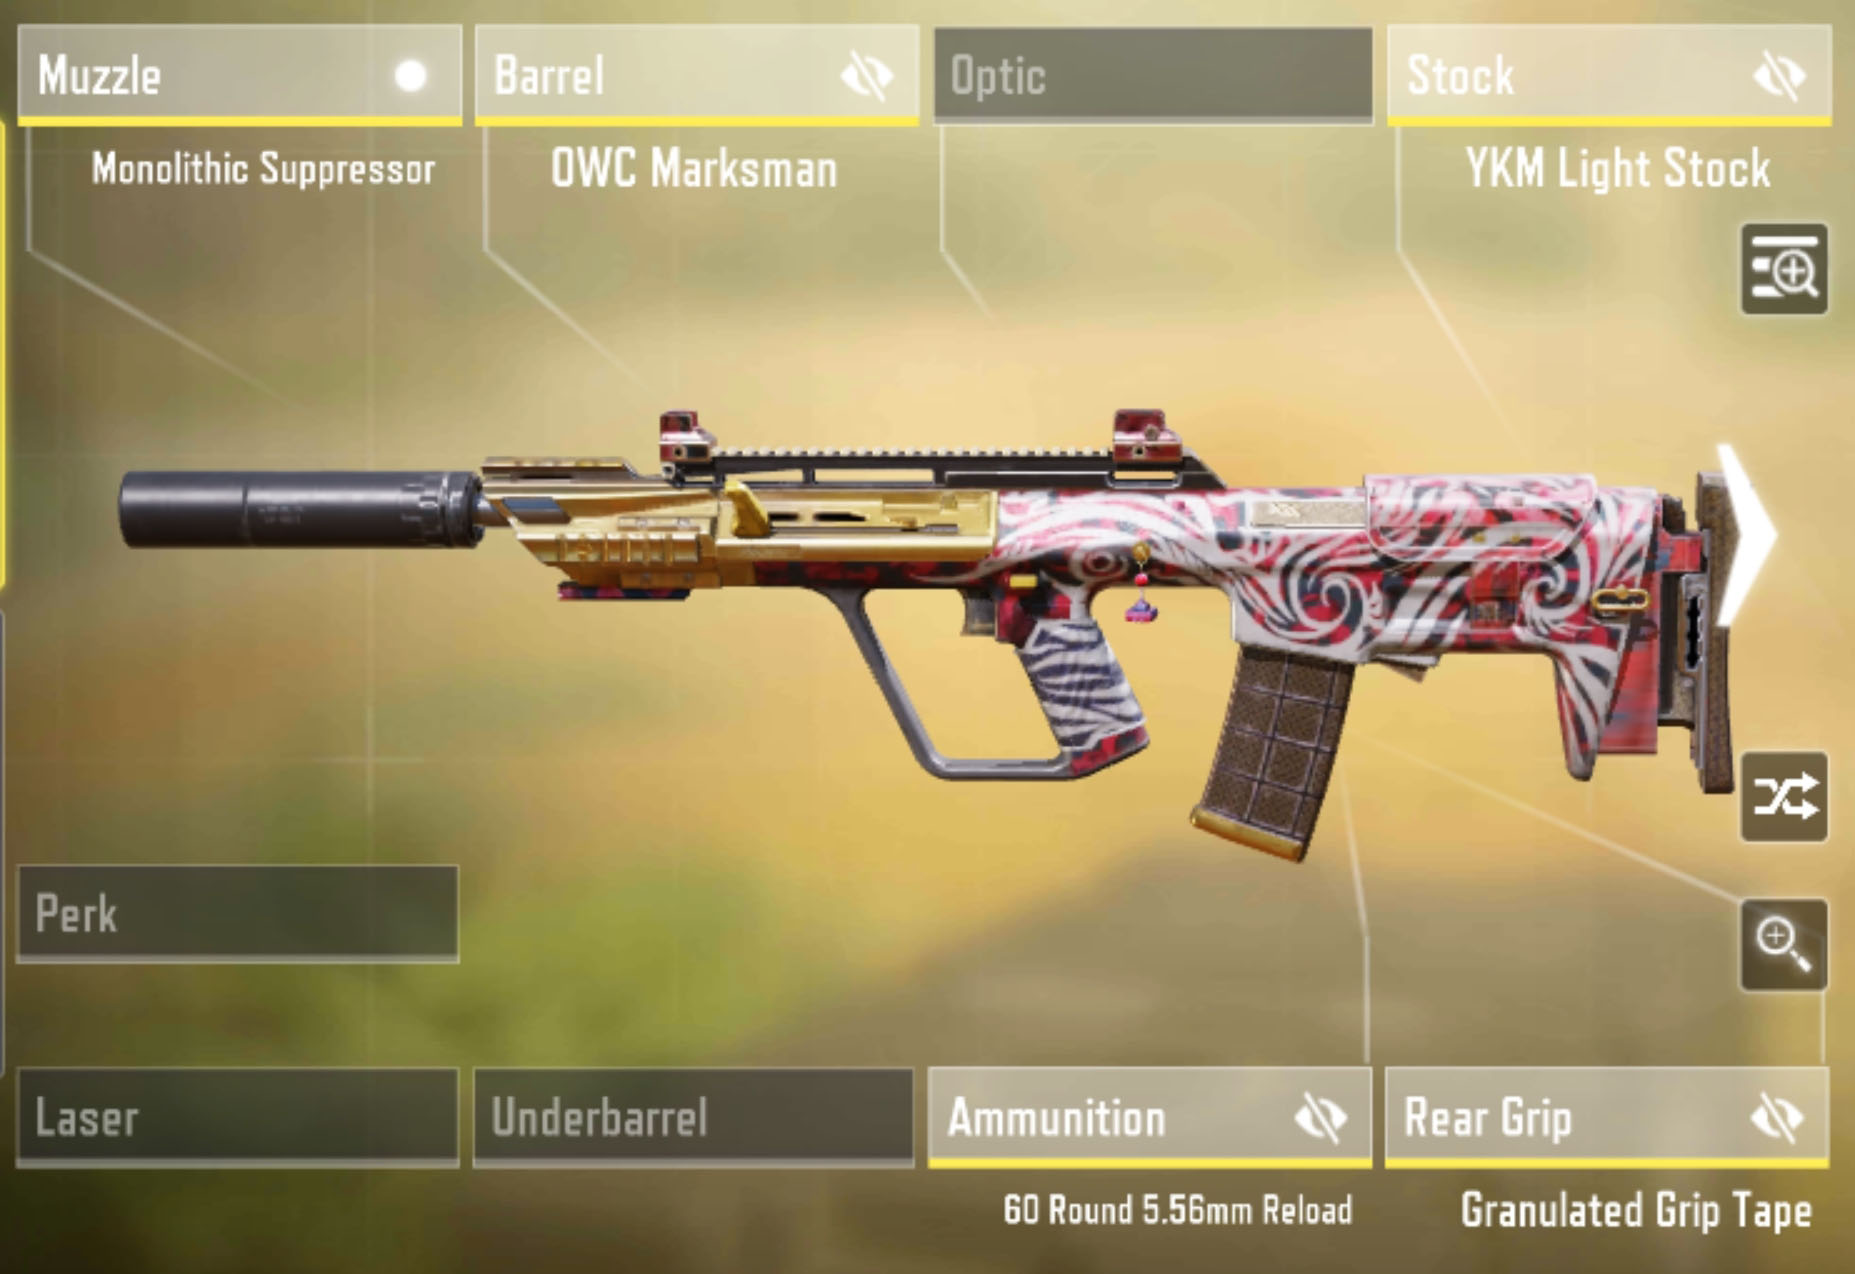 Muzzle
Barrel
Optic
Stock
Monolithic Suppressor
OWC Marksman
YKM Light Stock
Perk
Laser
Underbarrel
Ammunition
Rear Grip
60 Round 5.56mm Reload
Granulated Grip Tape